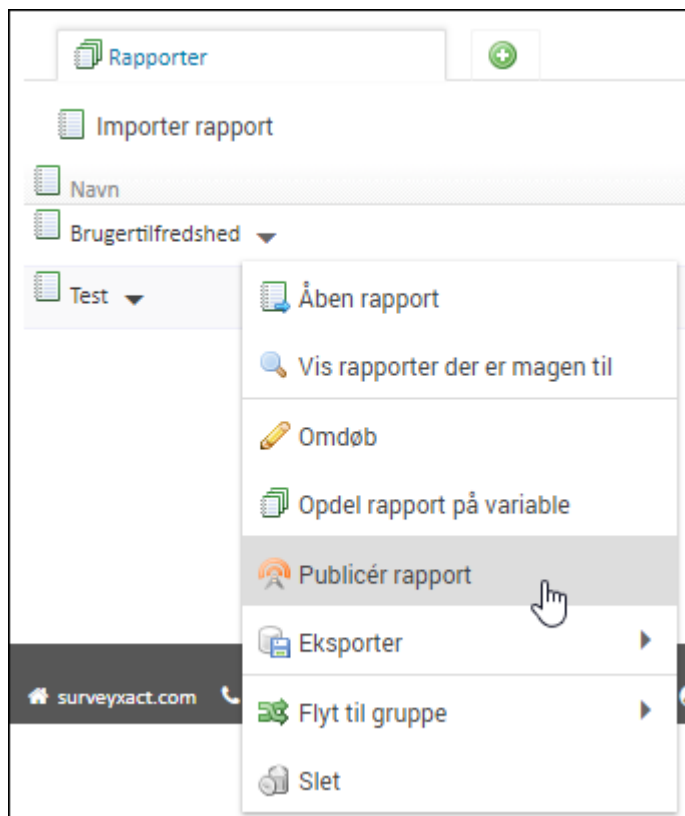 Rapporter
Importer rapport
Navn
Brugertilfredshed
Test
Åben rapport
Vis rapporter der er magen til
Omdøb
Opdel rapport på variable
Publicér rapport
Eksporter
surveyxact.com
Flyt til gruppe
Slet